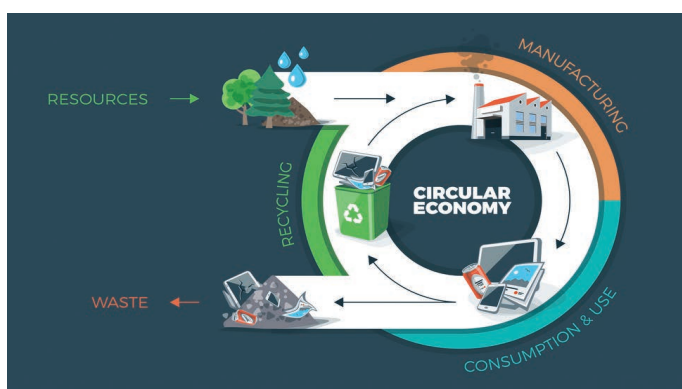 RESOURCES
MANUFACTURING
RECYCLING
CIRCULAR
ECONOMY
WASTE
CONSUMPTION & USE